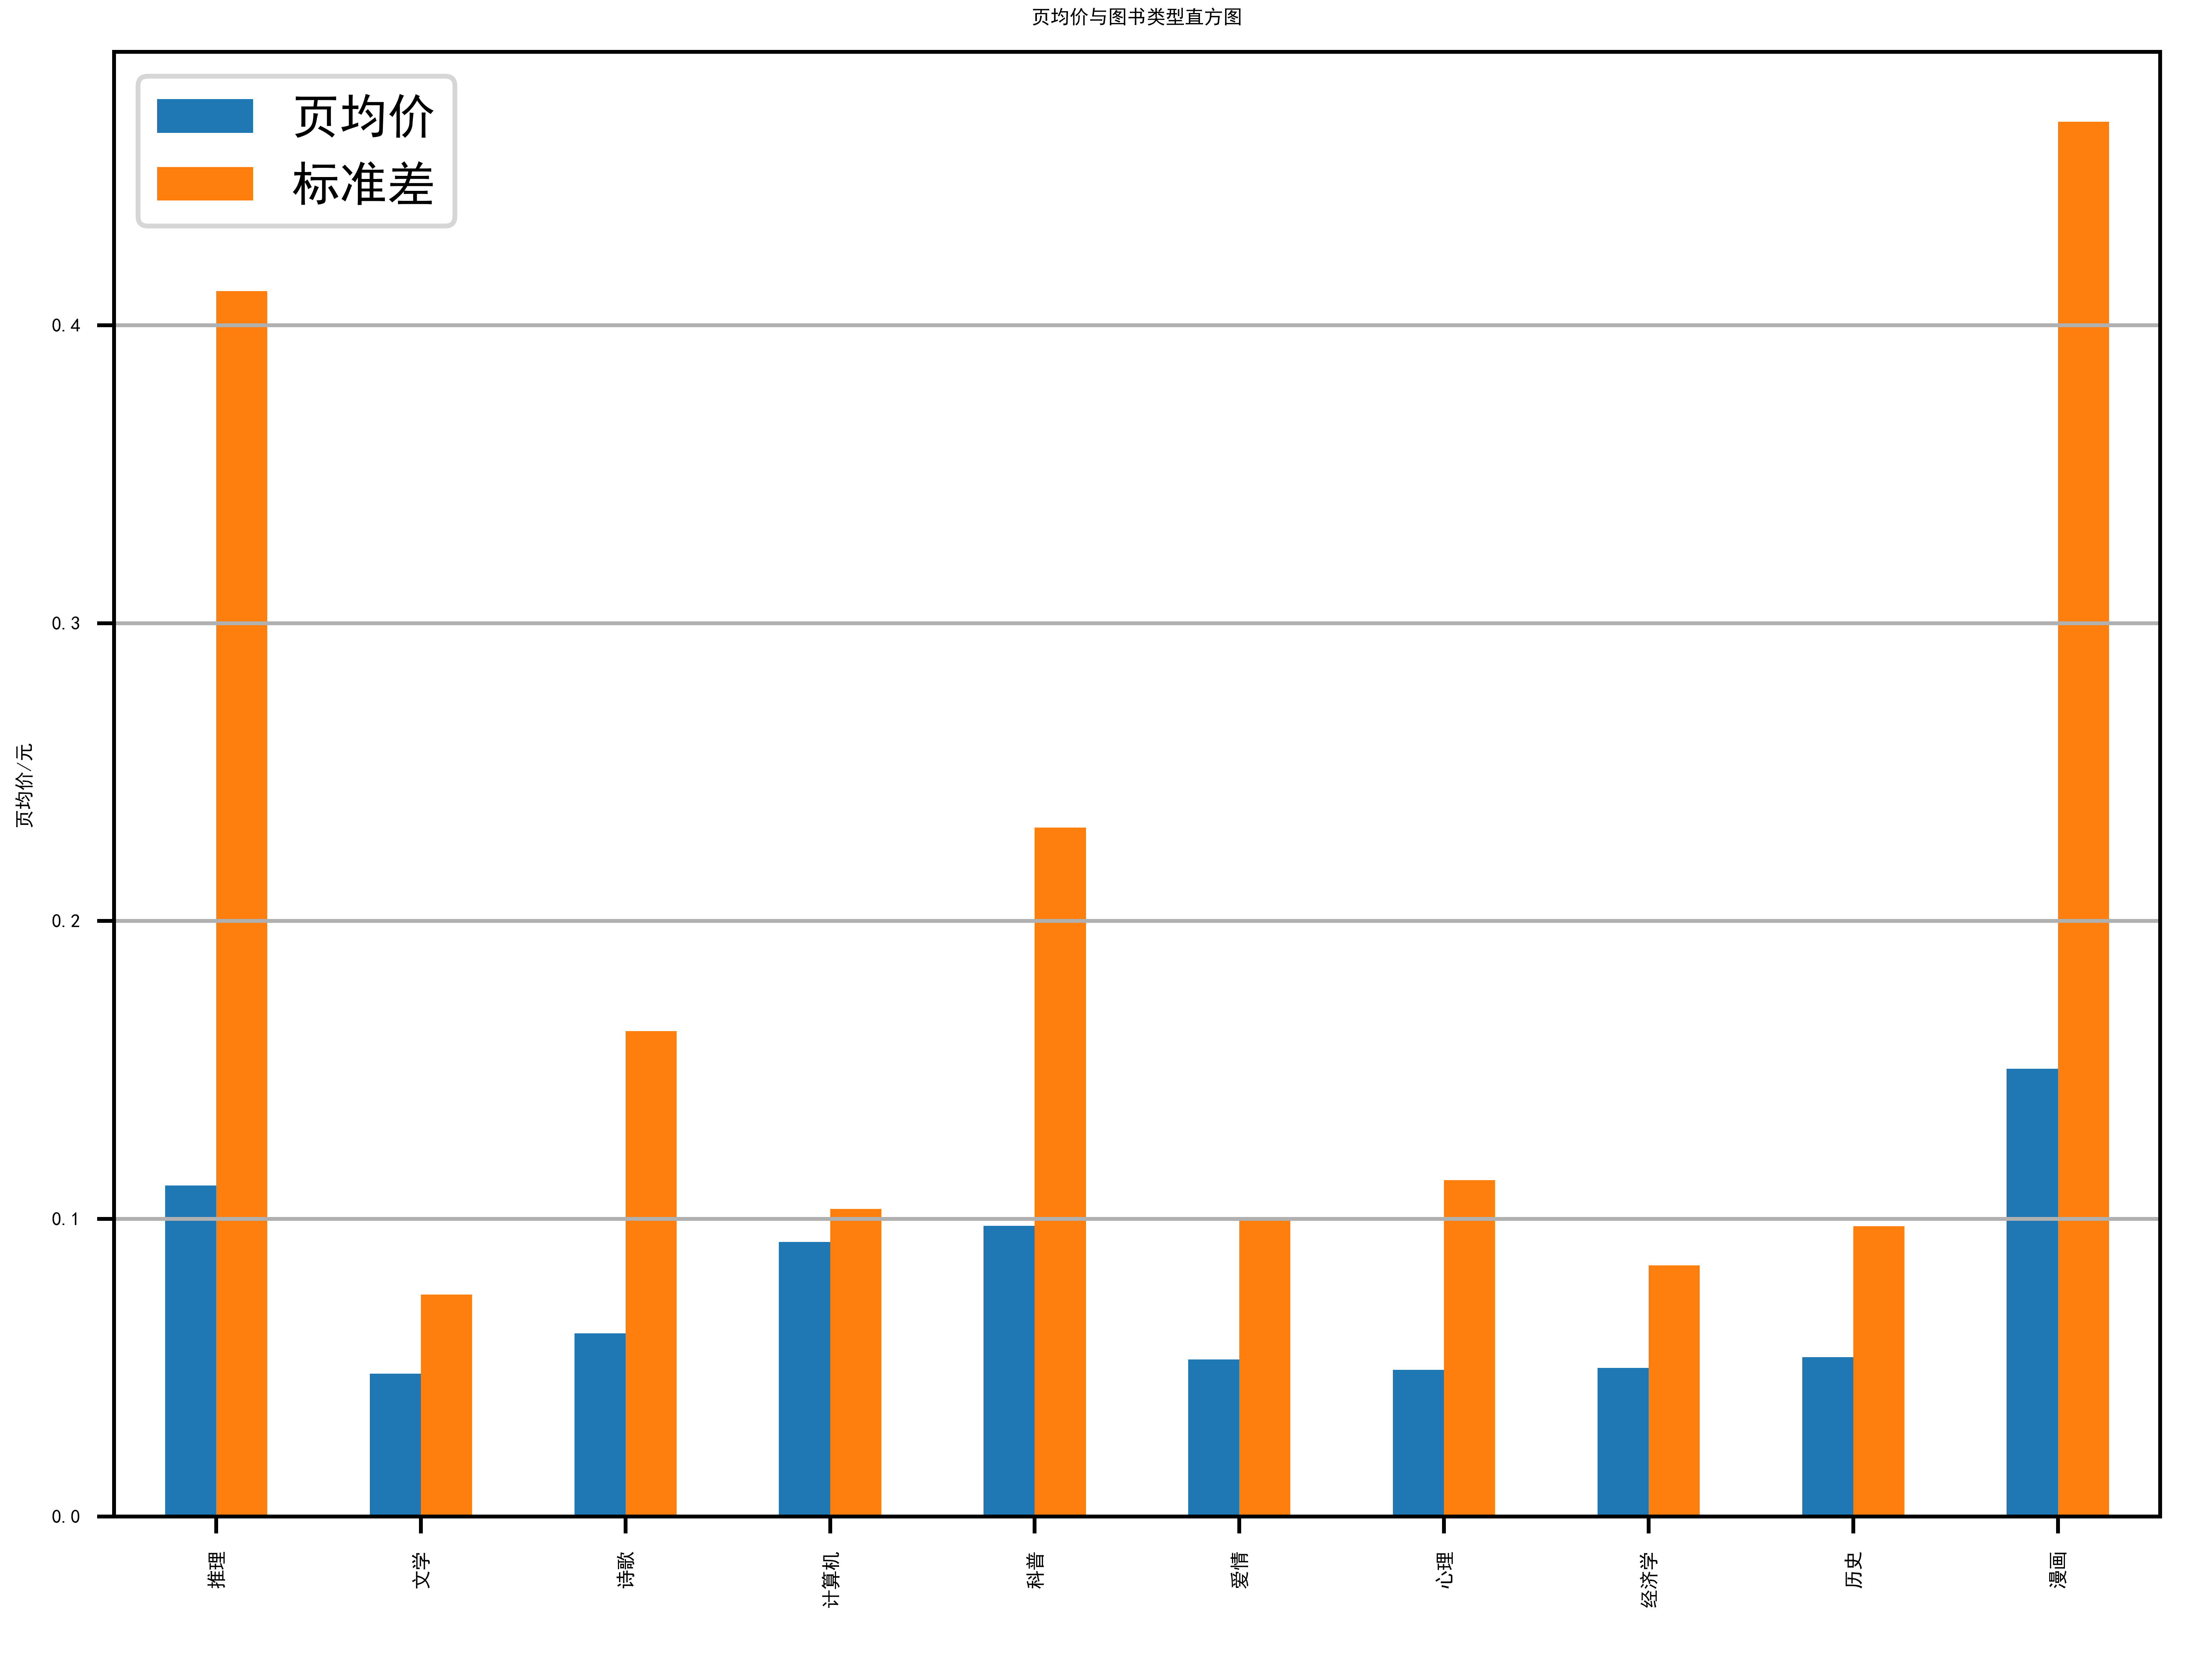 页均价与图书类型直方图
页均价
标准差
0.4
0.3
0.2
0.1
0.0
页均价/元
推理
文学
诗歌
计算机
科普
爱情
心理
经济学
历史
漫画